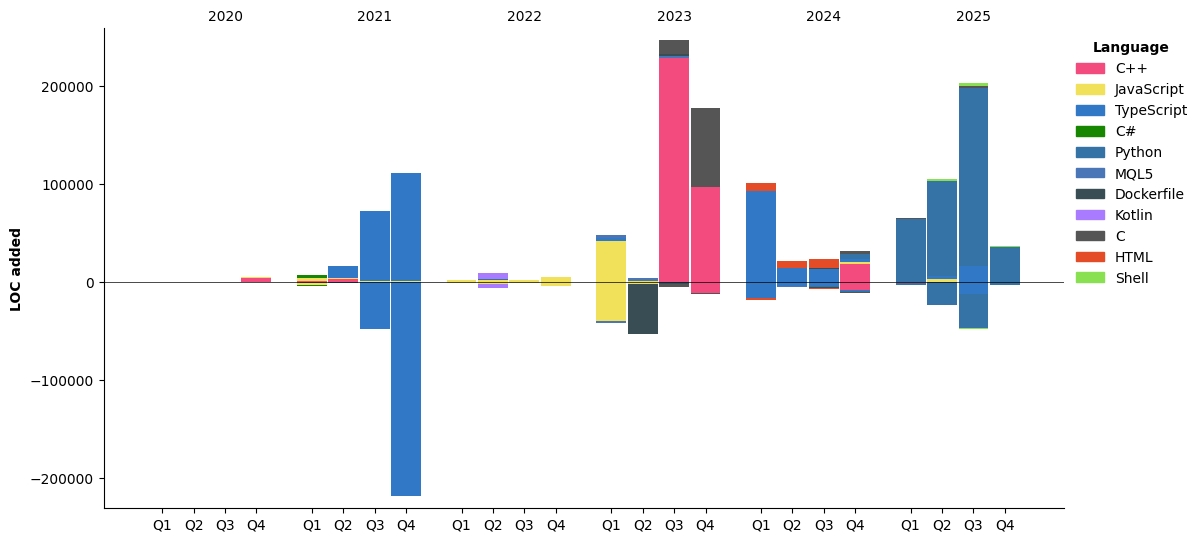 2020 2021 2022 2023 2024 2025
LOC added
200000
100000
0
−100000
−200000
Q1 Q2 Q3 Q4 Q1 Q2 Q3 Q4 Q1 Q2 Q3 Q4 Q1 Q2 Q3 Q4 Q1 Q2 Q3 Q4 Q1 Q2 Q3 Q4
Language
C++
JavaScript
TypeScript
C#
Python
MQL5
Dockerfile
Kotlin
C
HTML
Shell